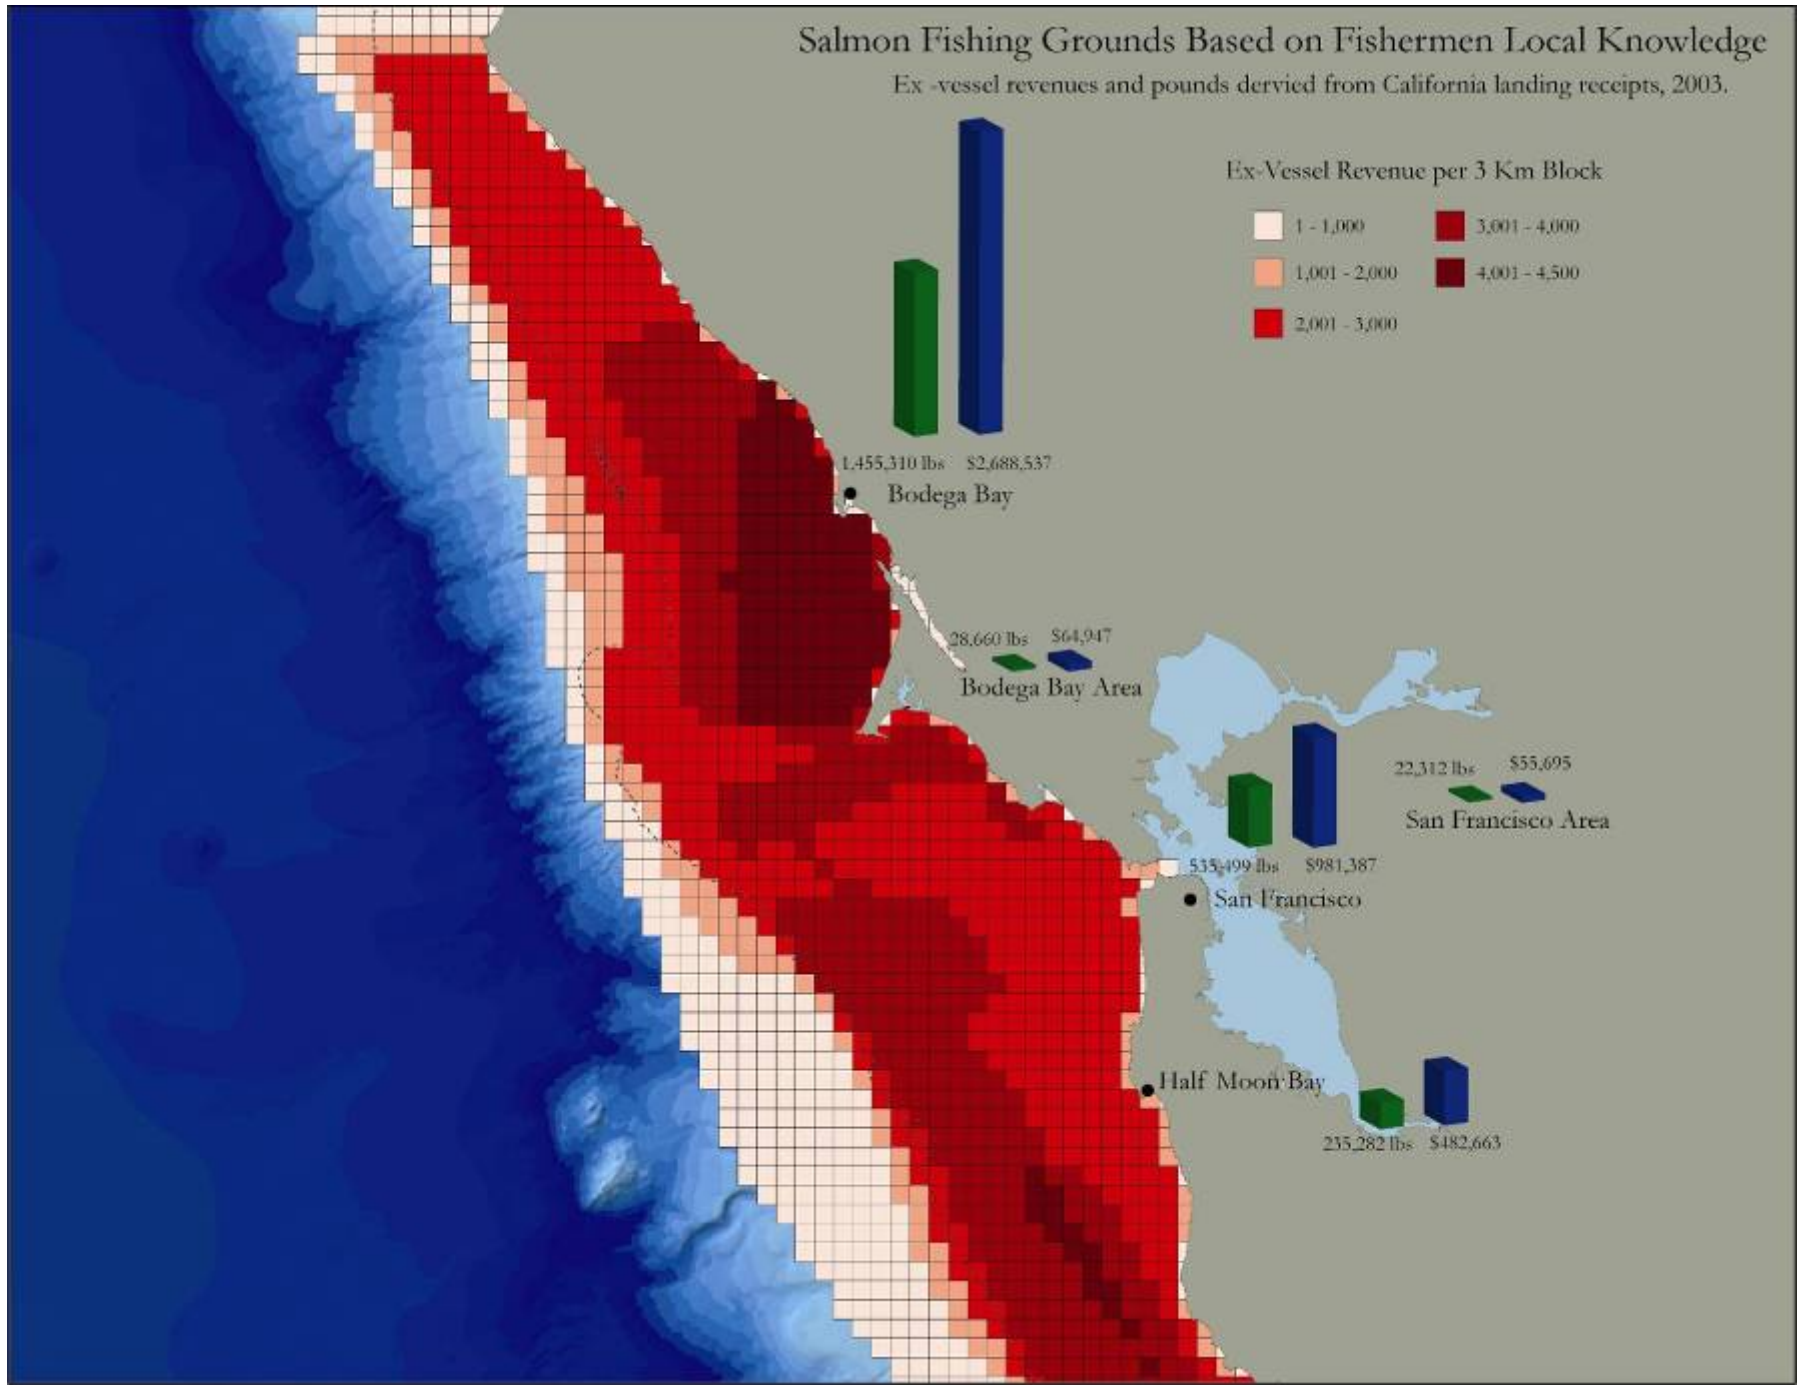 Salmon Fishing Grounds Based on Fishermen Local Knowledge
Ex -vessel revenues and pounds dervied from California landing receipts, 2003.
Ex-Vessel Revenue per 3 Km Block
1 - 1,000
3,001 - 4,000
1,001 - 2,000
4,001 - 4,500
2,001 - 3,000
1,455,310 lbs $2,688,537
Bodega Bay
28,660 lbs $64,947
Bodega Bay Area
22,312 lbs $55,695
San Francisco Area
535,499 lbs $981,387
San Francisco
Half Moon Bay
235,282 lbs $482,663